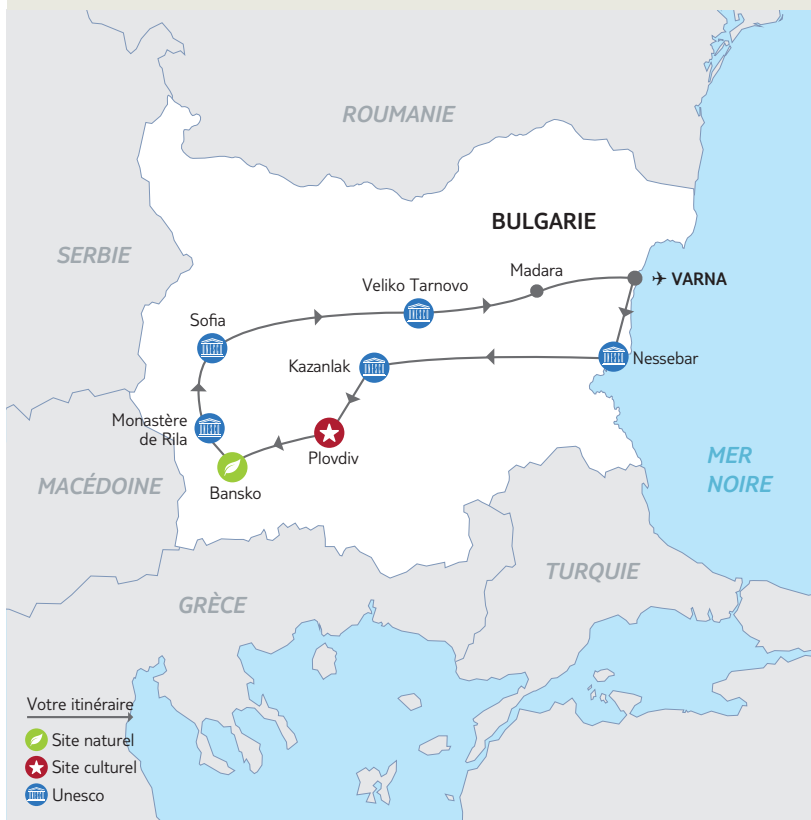 ROUMANIE
BULGARIE
SERBIE
Madara
VARNA
Veliko Tarnovo
Sofia
Kazanlak
Nessebar
Monastère
de Rila
Plovdiv
Bansko
MER
NOIRE
MACÉDOINE
TURQUIE
GRÈCE
Votre itinéraire
Site naturel
Site culturel
Unesco